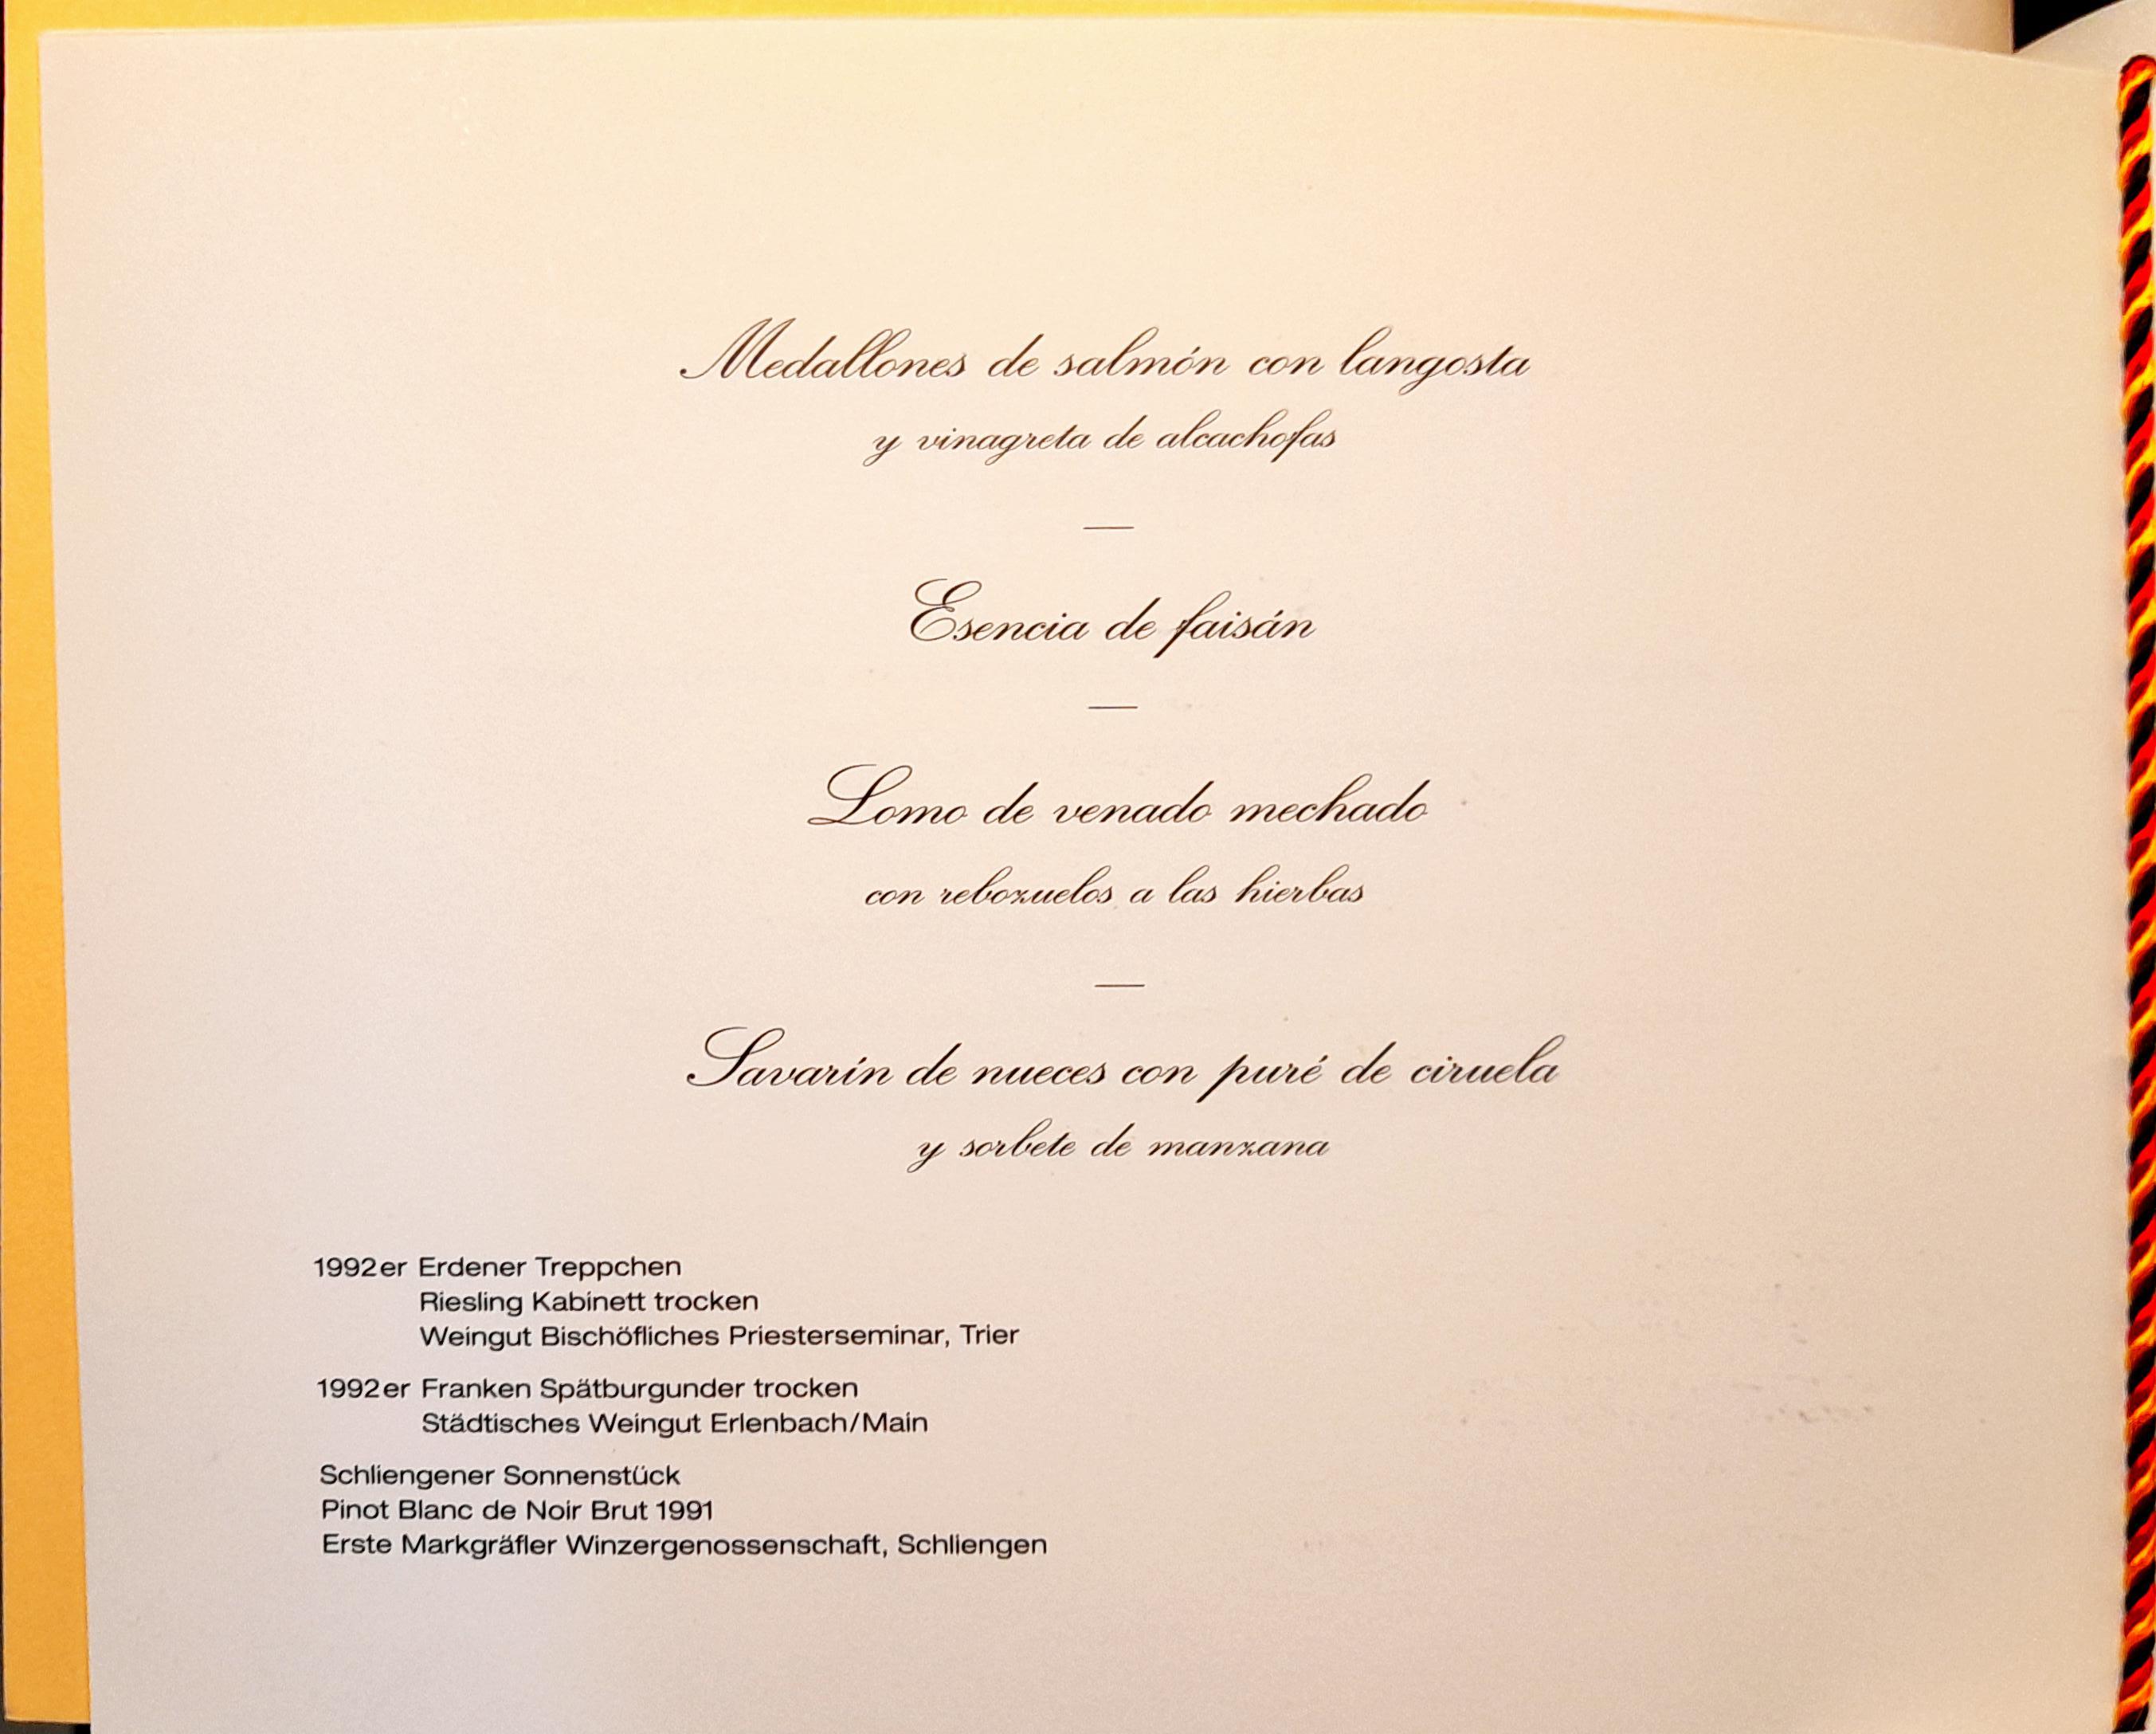 Medallones de salmón con langosta
y vinagreta de alcachofas
—
Esencia de faisán
—
Lomo de venado mechado
con rebozuelos a las hierbas
—
Savarín de nueces con puré de ciruela
y sorbete de manzana
1992er Erdener Treppchen
Riesling Kabinett trocken
Weingut Bischöfliches Priesterseminar, Trier
1992er Franken Spätburgunder trocken
Städtisches Weingut Erlenbach/Main
Schliengener Sonnenstück
Pinot Blanc de Noir Brut 1991
Erste Markgräfler Winzergenossenschaft, Schliengen